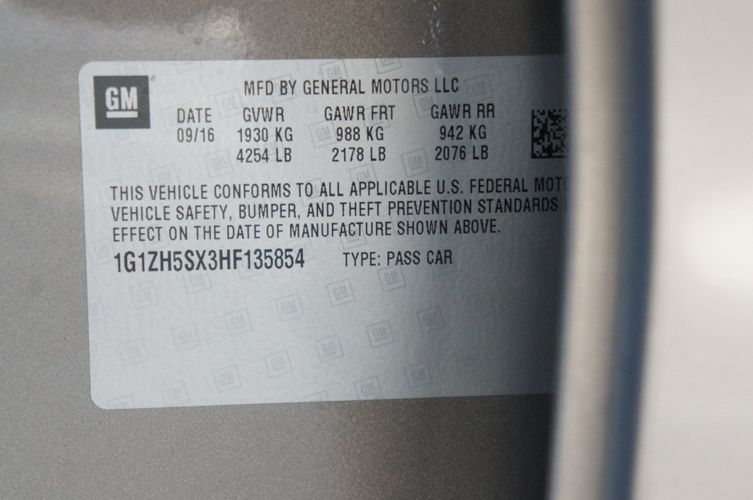 GM
MFD BY GENERAL MOTORS LLC
DATE GVWR GAWR FRT GAWR RR
09/16 1930 KG 988 KG 942 KG
4254 LB 2178 LB 2076 LB
THIS VEHICLE CONFORMS TO ALL APPLICABLE U.S. FEDERAL
VEHICLE SAFETY, BUMPER, AND THEFT PREVENTION STANDARDS
EFFECT ON THE DATE OF MANUFACTURE SHOWN ABOVE.
1G1ZH5SX3HF135854 TYPE: PASS CAR